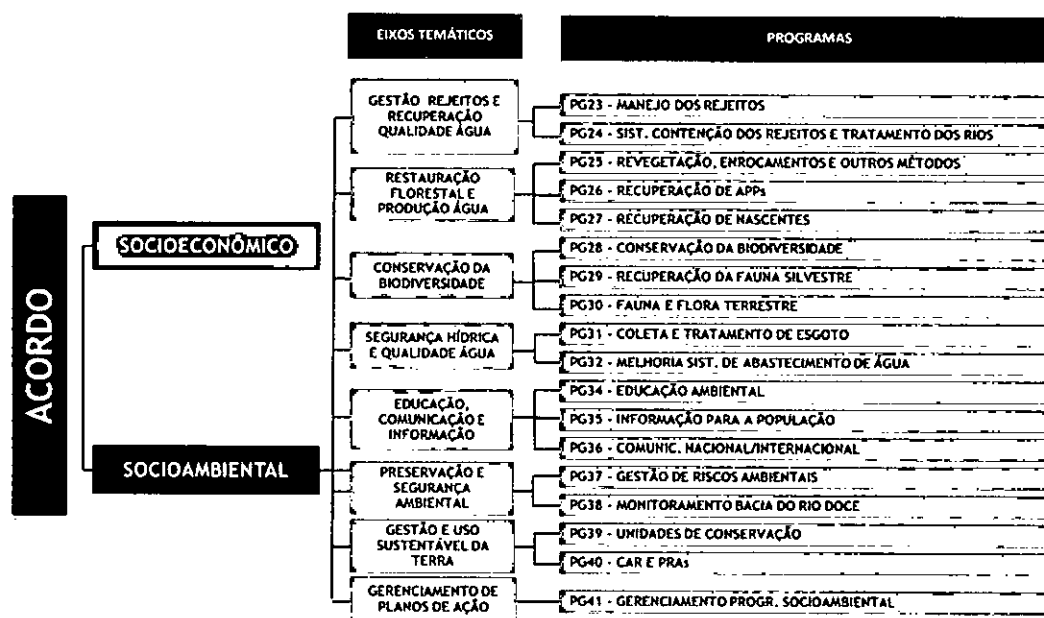 EIXOS TEMÁTICOS
PROGRAMAS
ACORDO
SOCIOECONÔMICO
SOCIOAMBIENTAL
GESTÃO REJEITOS E
RECUPERAÇÃO
QUALIDADE ÁGUA
PG23 - MANEJO DOS REJEITOS
PG24 - SIST. CONTENÇÃO DOS REJEITOS E TRATAMENTO DOS RIOS
RESTAURAÇÃO
FLORESTAL E
PRODUÇÃO ÁGUA
PG25 - REVEGETAÇÃO, ENROCAMENTOS E OUTROS MÉTODOS
PG26 - RECUPERAÇÃO DE APPs
PG27 - RECUPERAÇÃO DE NASCENTES
CONSERVAÇÃO DA
BIODIVERSIDADE
PG28 - CONSERVAÇÃO DA BIODIVERSIDADE
PG29 - RECUPERAÇÃO DA FAUNA SILVESTRE
PG30 - FAUNA E FLORA TERRESTRE
SEGURANÇA HÍDRICA
E QUALIDADE ÁGUA
PG31 - COLETA E TRATAMENTO DE ESGOTO
PG32 - MELHORIA SIST. DE ABASTECIMENTO DE ÁGUA
EDUCAÇÃO,
COMUNICAÇÃO E
INFORMAÇÃO
PG34 - EDUCAÇÃO AMBIENTAL
PG35 - INFORMAÇÃO PARA A POPULAÇÃO
PG36 - COMUNIC. NACIONAL/INTERNACIONAL
PRESERVAÇÃO E
SEGURANÇA
AMBIENTAL
PG37 - GESTÃO DE RISCOS AMBIENTAIS
PG38 - MONITORAMENTO BACIA DO RIO DOCE
GESTÃO E USO
SUSTENTÁVEL DA
TERRA
PG39 - UNIDADES DE CONSERVAÇÃO
PG40 - CAR E PRAs
GERENCIAMENTO DE
PLANOS DE AÇÃO
PG41 - GERENCIAMENTO PROGR. SOCIOAMBIENTAL